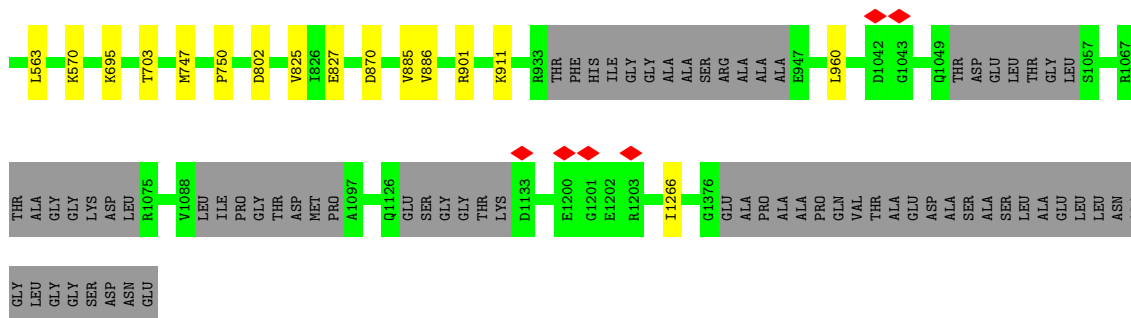 L563 K570 K695 T703 M747 P750 D802 V825 I826 E827 D870 V885 V886 R901 K911 R933 THR PHE HIS ILE GLY GLY ALA ALA SER ARG ALA ALA ALA E947 L960 D1042 G1043 Q1049 THR ASP GLU LEU THR GLY LEU S1057 R1067
THR ALA GLY GLY LYS ASP LEU R1075 V1088 LEU ILE PRO GLY THR ASP MET PRO A1097 Q1126 GLU SER GLY GLY THR LYS D1133 E1200 G1201 E1202 R1203 I1266 G1376 GLU ALA PRO ALA ALA PRO GLN VAL THR ALA GLU ASP ALA SER ALA SER LEU ALA GLU LEU LEU ASN
GLY LEU GLY GLY SER ASP ASN GLU